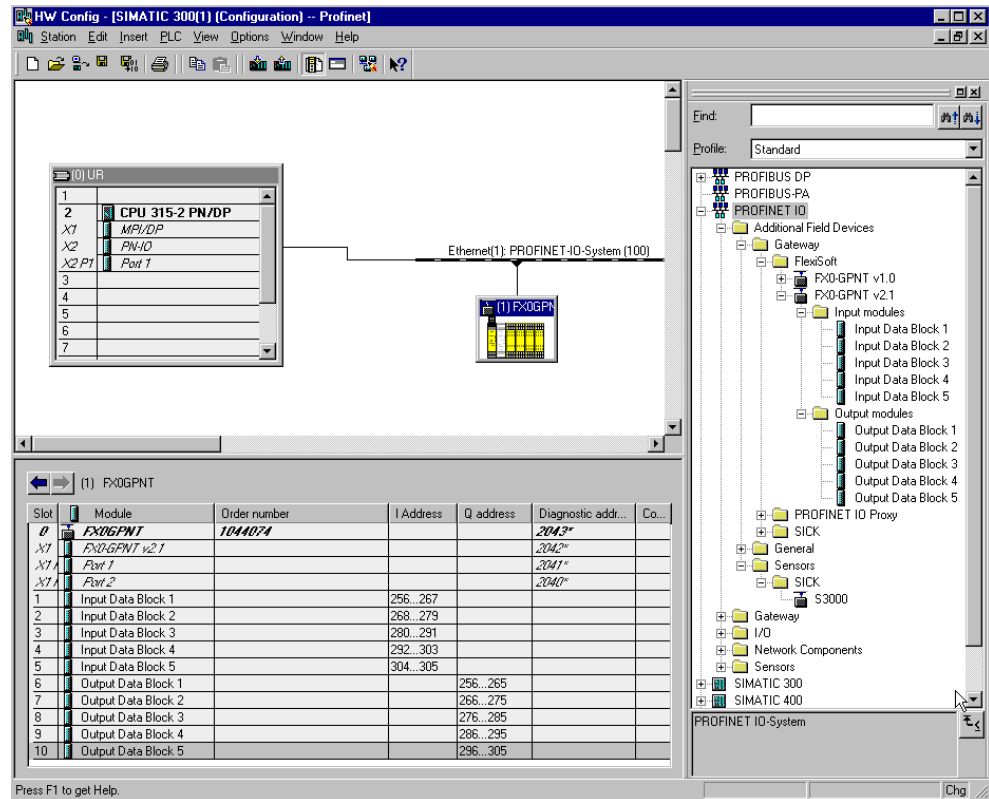 HW Config - [SIMATIC 300(1) (Configuration) -- Profinet]
Station Edit Insert PLC View Options Window Help
(0) UR
1
2 CPU 315-2 PN/DP
X1 MPI/DP
X2 PN-IO
X2 P1 Port 1
3
4
5
6
7
Ethernet(1): PROFINET-IO-System (100)
(1) FX0GPN
(1) FX0GPNT
Slot Module Order number I Address Q address Diagnostic addr... Co...
0 FX0GPNT 1044074 2043*
X1 FX0-GPNT v2.1 2042*
X1 Port 1 2041*
X1 Port 2 2040*
1 Input Data Block 1 256...267
2 Input Data Block 2 268...279
3 Input Data Block 3 280...291
4 Input Data Block 4 292...303
5 Input Data Block 5 304...305
6 Output Data Block 1 256...265
7 Output Data Block 2 266...275
8 Output Data Block 3 276...285
9 Output Data Block 4 286...295
10 Output Data Block 5 296...305
Find:
Profile: Standard
PROFIBUS DP
PROFIBUS-PA
PROFINET IO
Additional Field Devices
Gateway
FlexiSoft
FX0-GPNT v1.0
FX0-GPNT v2.1
Input modules
Input Data Block 1
Input Data Block 2
Input Data Block 3
Input Data Block 4
Input Data Block 5
Output modules
Output Data Block 1
Output Data Block 2
Output Data Block 3
Output Data Block 4
Output Data Block 5
PROFINET IO Proxy
SICK
General
Sensors
SICK
S3000
Gateway
I/O
Network Components
Sensors
SIMATIC 300
SIMATIC 400
PROFINET IO-System
Press F1 to get Help.
Chg